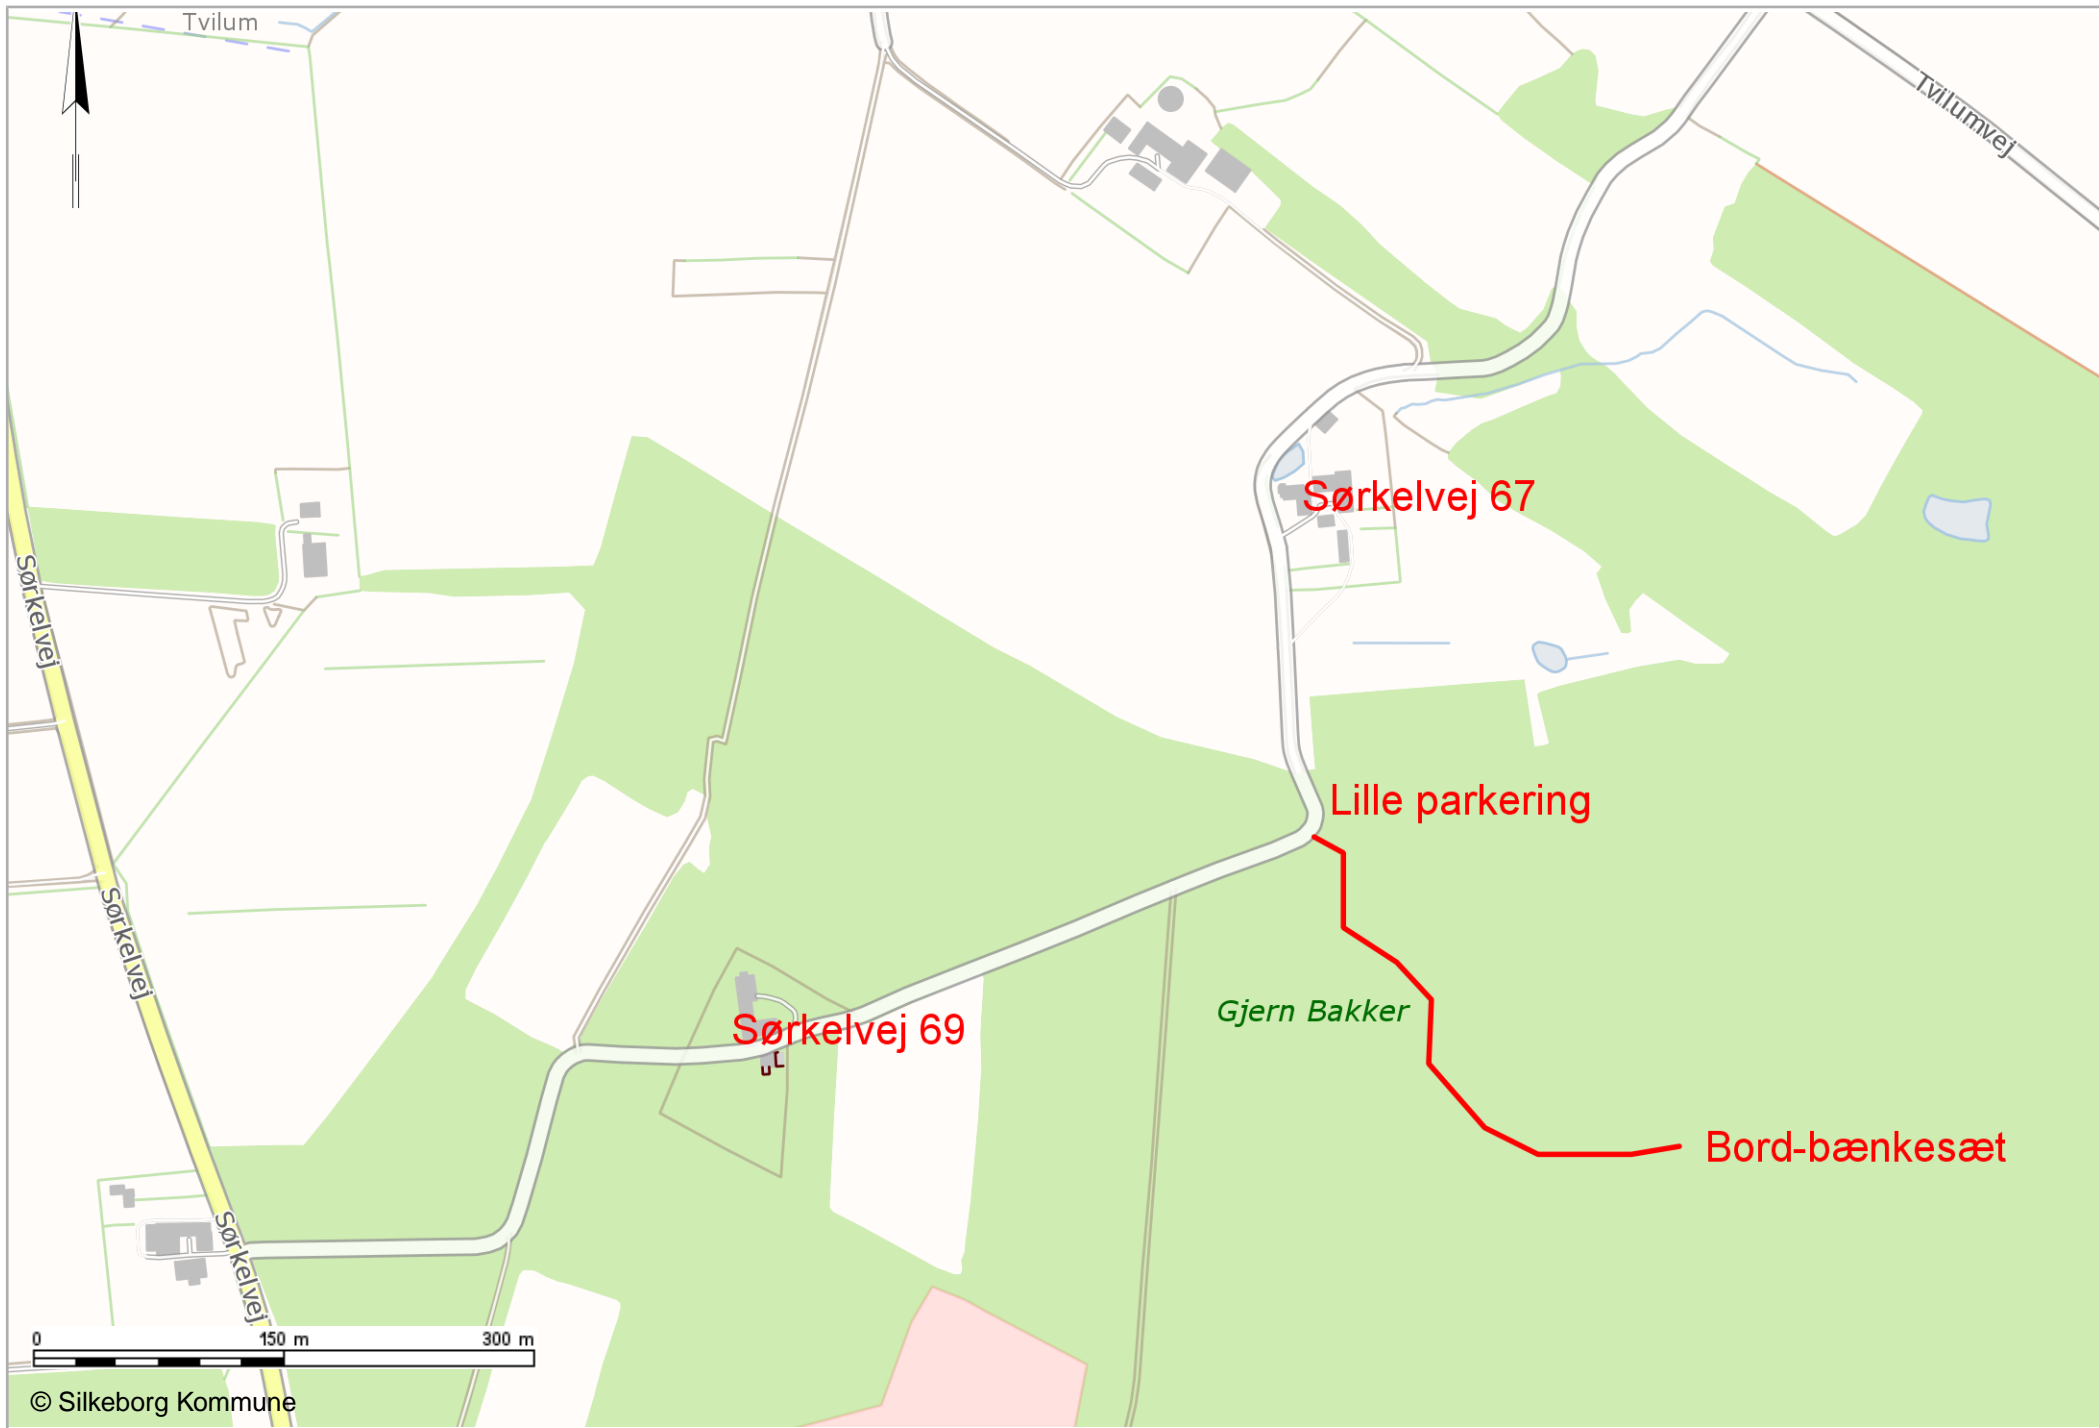 Tvilum
Tvilumvej
Sørkelvej 67
Sørkelvej
Lille parkering
Sørkelvej
Gjern Bakker
Sørkelvej 69
Bord-bænkesæt
Sørkelvej
0 150 m 300 m
© Silkeborg Kommune